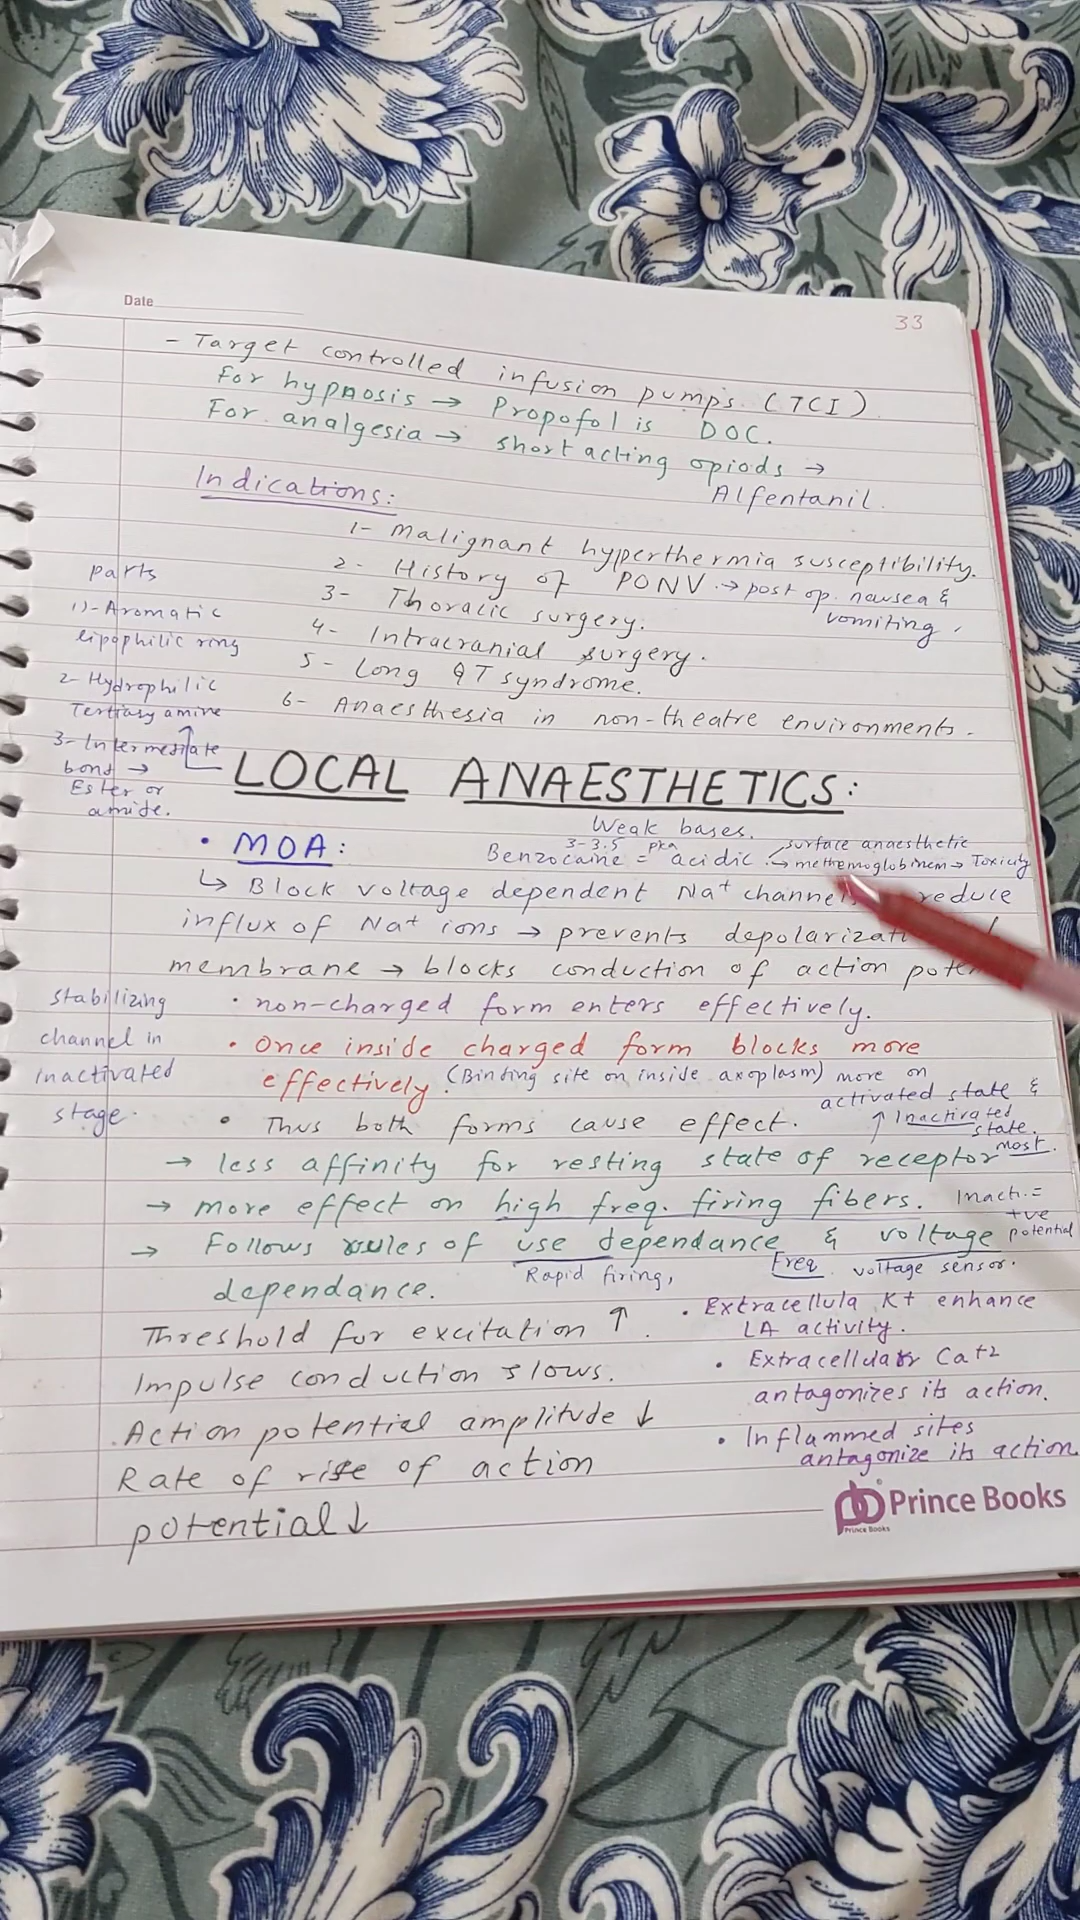 Date
33
- Target controlled infusion pumps. (TCI)
For hypnosis → Propofol is DOC.
For analgesia → short acting opiods →
Alfentanil.
Indications:
1- Malignant hyperthermia susceptibility.
2- History of PONV → post op. nausea &
vomiting.
3- Thoracic surgery.
4- Intracranial surgery.
5- Long QT syndrome.
6- Anaesthesia in non-theatre environments.
parts
1)- Aromatic
lipophilic ring
2- Hydrophilic
Tertiary amine
3- Intermediate
bond →
Ester or
amide.
LOCAL ANAESTHETICS:
Weak bases.
• MOA:
3-3.5 pka
Benzocaine = acidic → surface anaesthetic
→ methemoglobinem → Toxicity
↳ Block voltage dependent Na+ channels reduce
influx of Na+ ions → prevents
membrane → blocks conduction of action
• non-charged form enters effectively.
• Once inside charged form blocks more
effectively. (Binding site on inside axoplasm) more on
activated state &
↑ Inactivated
state.
most.
stabilizing
channel in
inactivated
stage.
• Thus both forms cause effect.
→ less affinity for resting state of receptor
→ more effect on high freq. firing fibers.
Inact. =
+ve
potential
→ Follows rules of use dependance & voltage
dependance.
Rapid firing,
Freq voltage sensor.
Threshold for excitation ↑.
Impulse conduction slows.
Action potential amplitude ↓
Rate of rise of action
potential ↓
• Extracellula K+ enhance
LA activity.
• Extracellular Ca+2
antagonizes its action.
• Inflammed sites
antagonize its action.
Prince Books
Prince Books